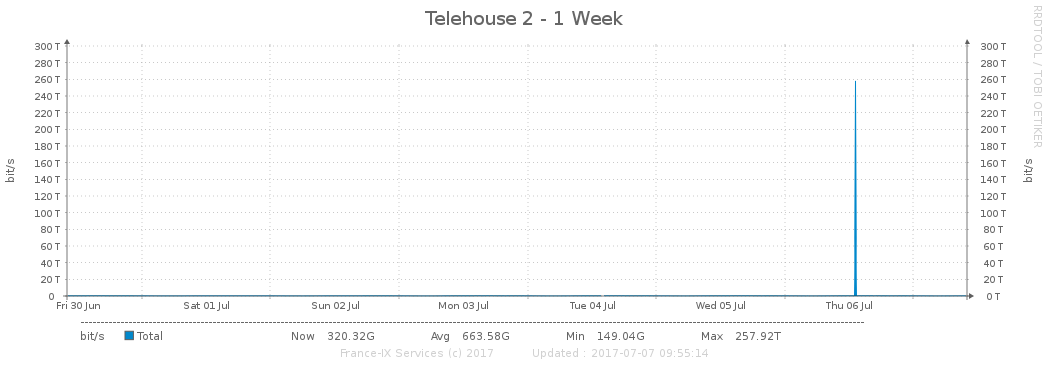 Telehouse 2 - 1 Week
RRDTOOL / TOBI OETIKER
300 T 300 T
280 T 280 T
260 T 260 T
240 T 240 T
220 T 220 T
200 T 200 T
180 T 180 T
160 T 160 T
140 T 140 T
120 T 120 T
100 T 100 T
80 T 80 T
60 T 60 T
40 T 40 T
20 T 20 T
0 0 T
bit/s
bit/s
Fri 30 Jun Sat 01 Jul Sun 02 Jul Mon 03 Jul Tue 04 Jul Wed 05 Jul Thu 06 Jul
bit/s Total Now 320.32G Avg 663.58G Min 149.04G Max 257.92T
France-IX Services (c) 2017 Updated : 2017-07-07 09:55:14